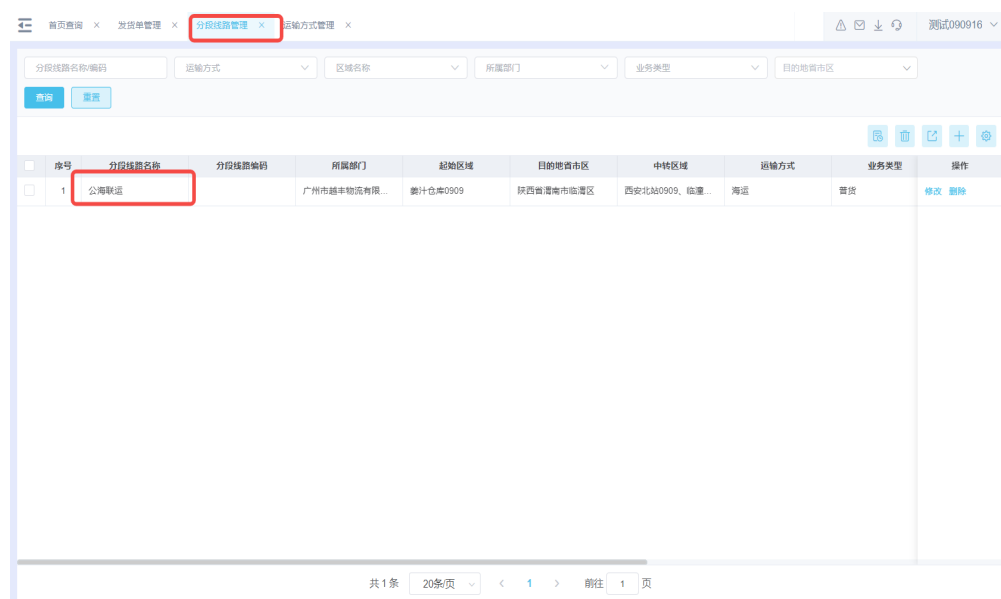 首页查询 × 发货单管理 × 分段线路管理 × 运输方式管理 × 测试090916
分段线路名称/编码 运输方式 区域名称 所属部门 业务类型 目的地省市区
查询 重置
序号 分段线路名称 分段线路编码 所属部门 起始区域 目的地省市区 中转区域 运输方式 业务类型 操作
1 公海联运 广州市越丰物流有限... 姜汁仓库0909 陕西省渭南市临渭区 西安北站0909、临潼... 海运 普货 修改 删除
共1条 20条/页 < 1 > 前往 1 页